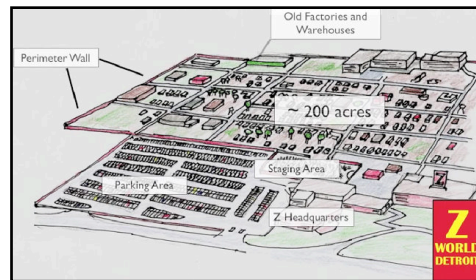 Old Factories and
Warehouses
Perimeter Wall
~ 200 acres
Staging Area
Parking Area
Z Headquarters
Z
Z
WORLD
DETROIT